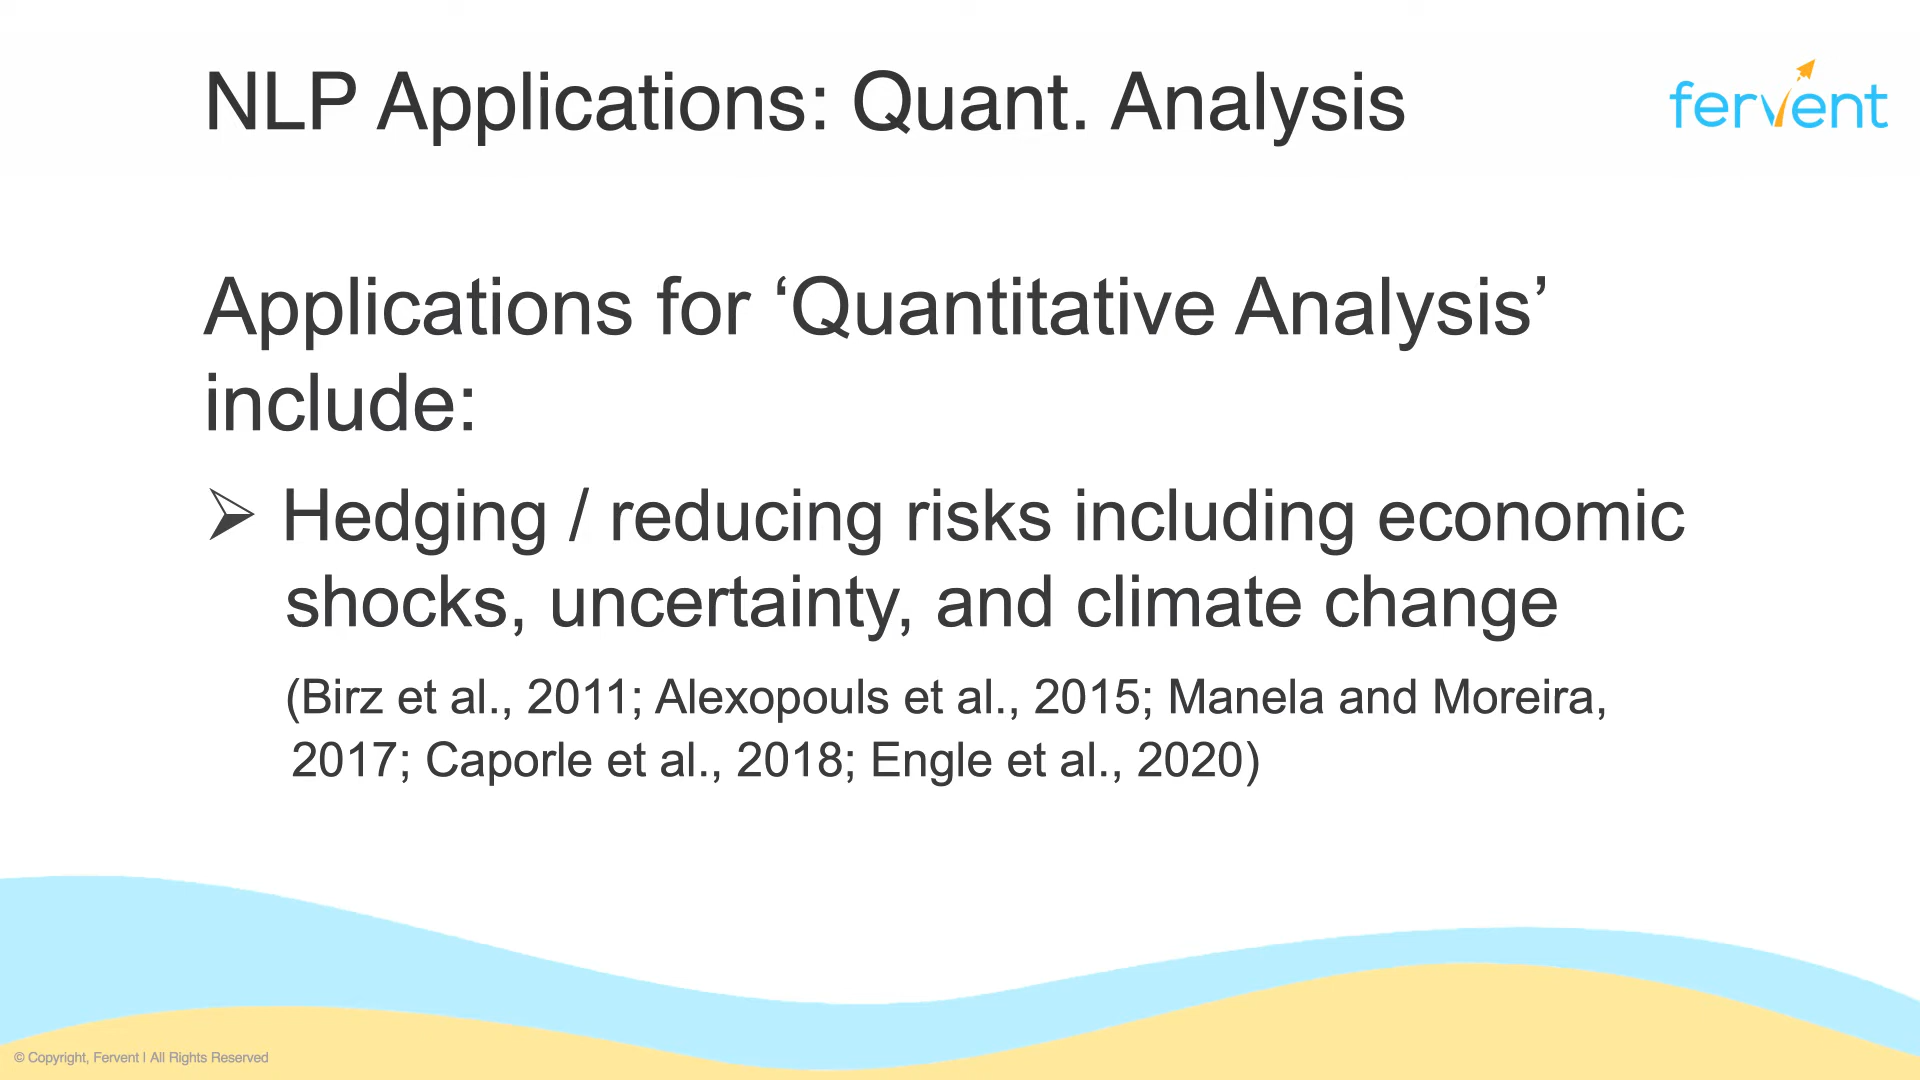 NLP Applications: Quant. Analysis
fervent
Applications for ‘Quantitative Analysis’
include:
➢ Hedging / reducing risks including economic
shocks, uncertainty, and climate change
(Birz et al., 2011; Alexopouls et al., 2015; Manela and Moreira,
2017; Caporle et al., 2018; Engle et al., 2020)
© Copyright, Fervent | All Rights Reserved